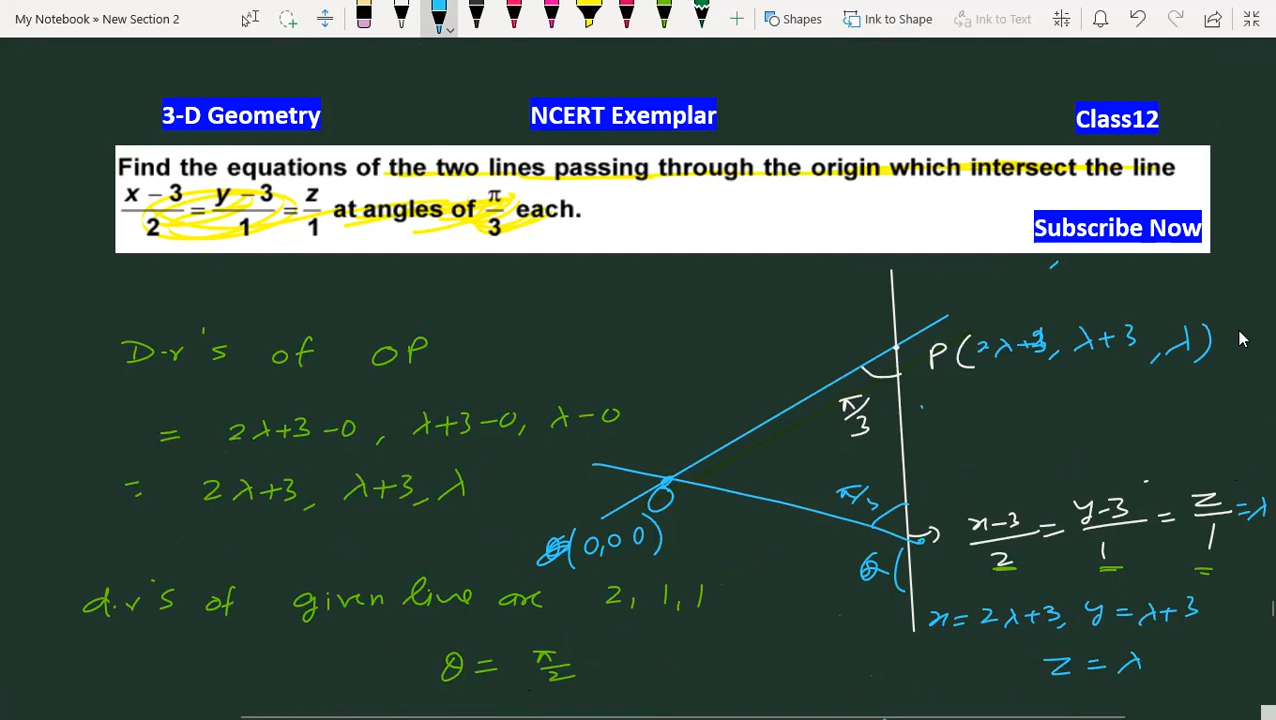 My Notebook » New Section 2
Shapes
Ink to Shape
Ink to Text
3-D Geometry
NCERT Exemplar
Class12
Find the equations of the two lines passing through the origin which intersect the line
x – 3 / 2 = y – 3 / 1 = z / 1 at angles of π / 3 each.
Subscribe Now
D.r's of OP
= 2λ+3-0, λ+3-0, λ-0
= 2λ+3, λ+3, λ
d.r's of given line are 2, 1, 1
θ = π/2
P(2λ+3, λ+3, λ)
π/3
π/3
O
(0,0 0)
Q(
x-3/2 = y-3/1 = z/1 = λ
x = 2λ+3, y = λ+3
z = λ